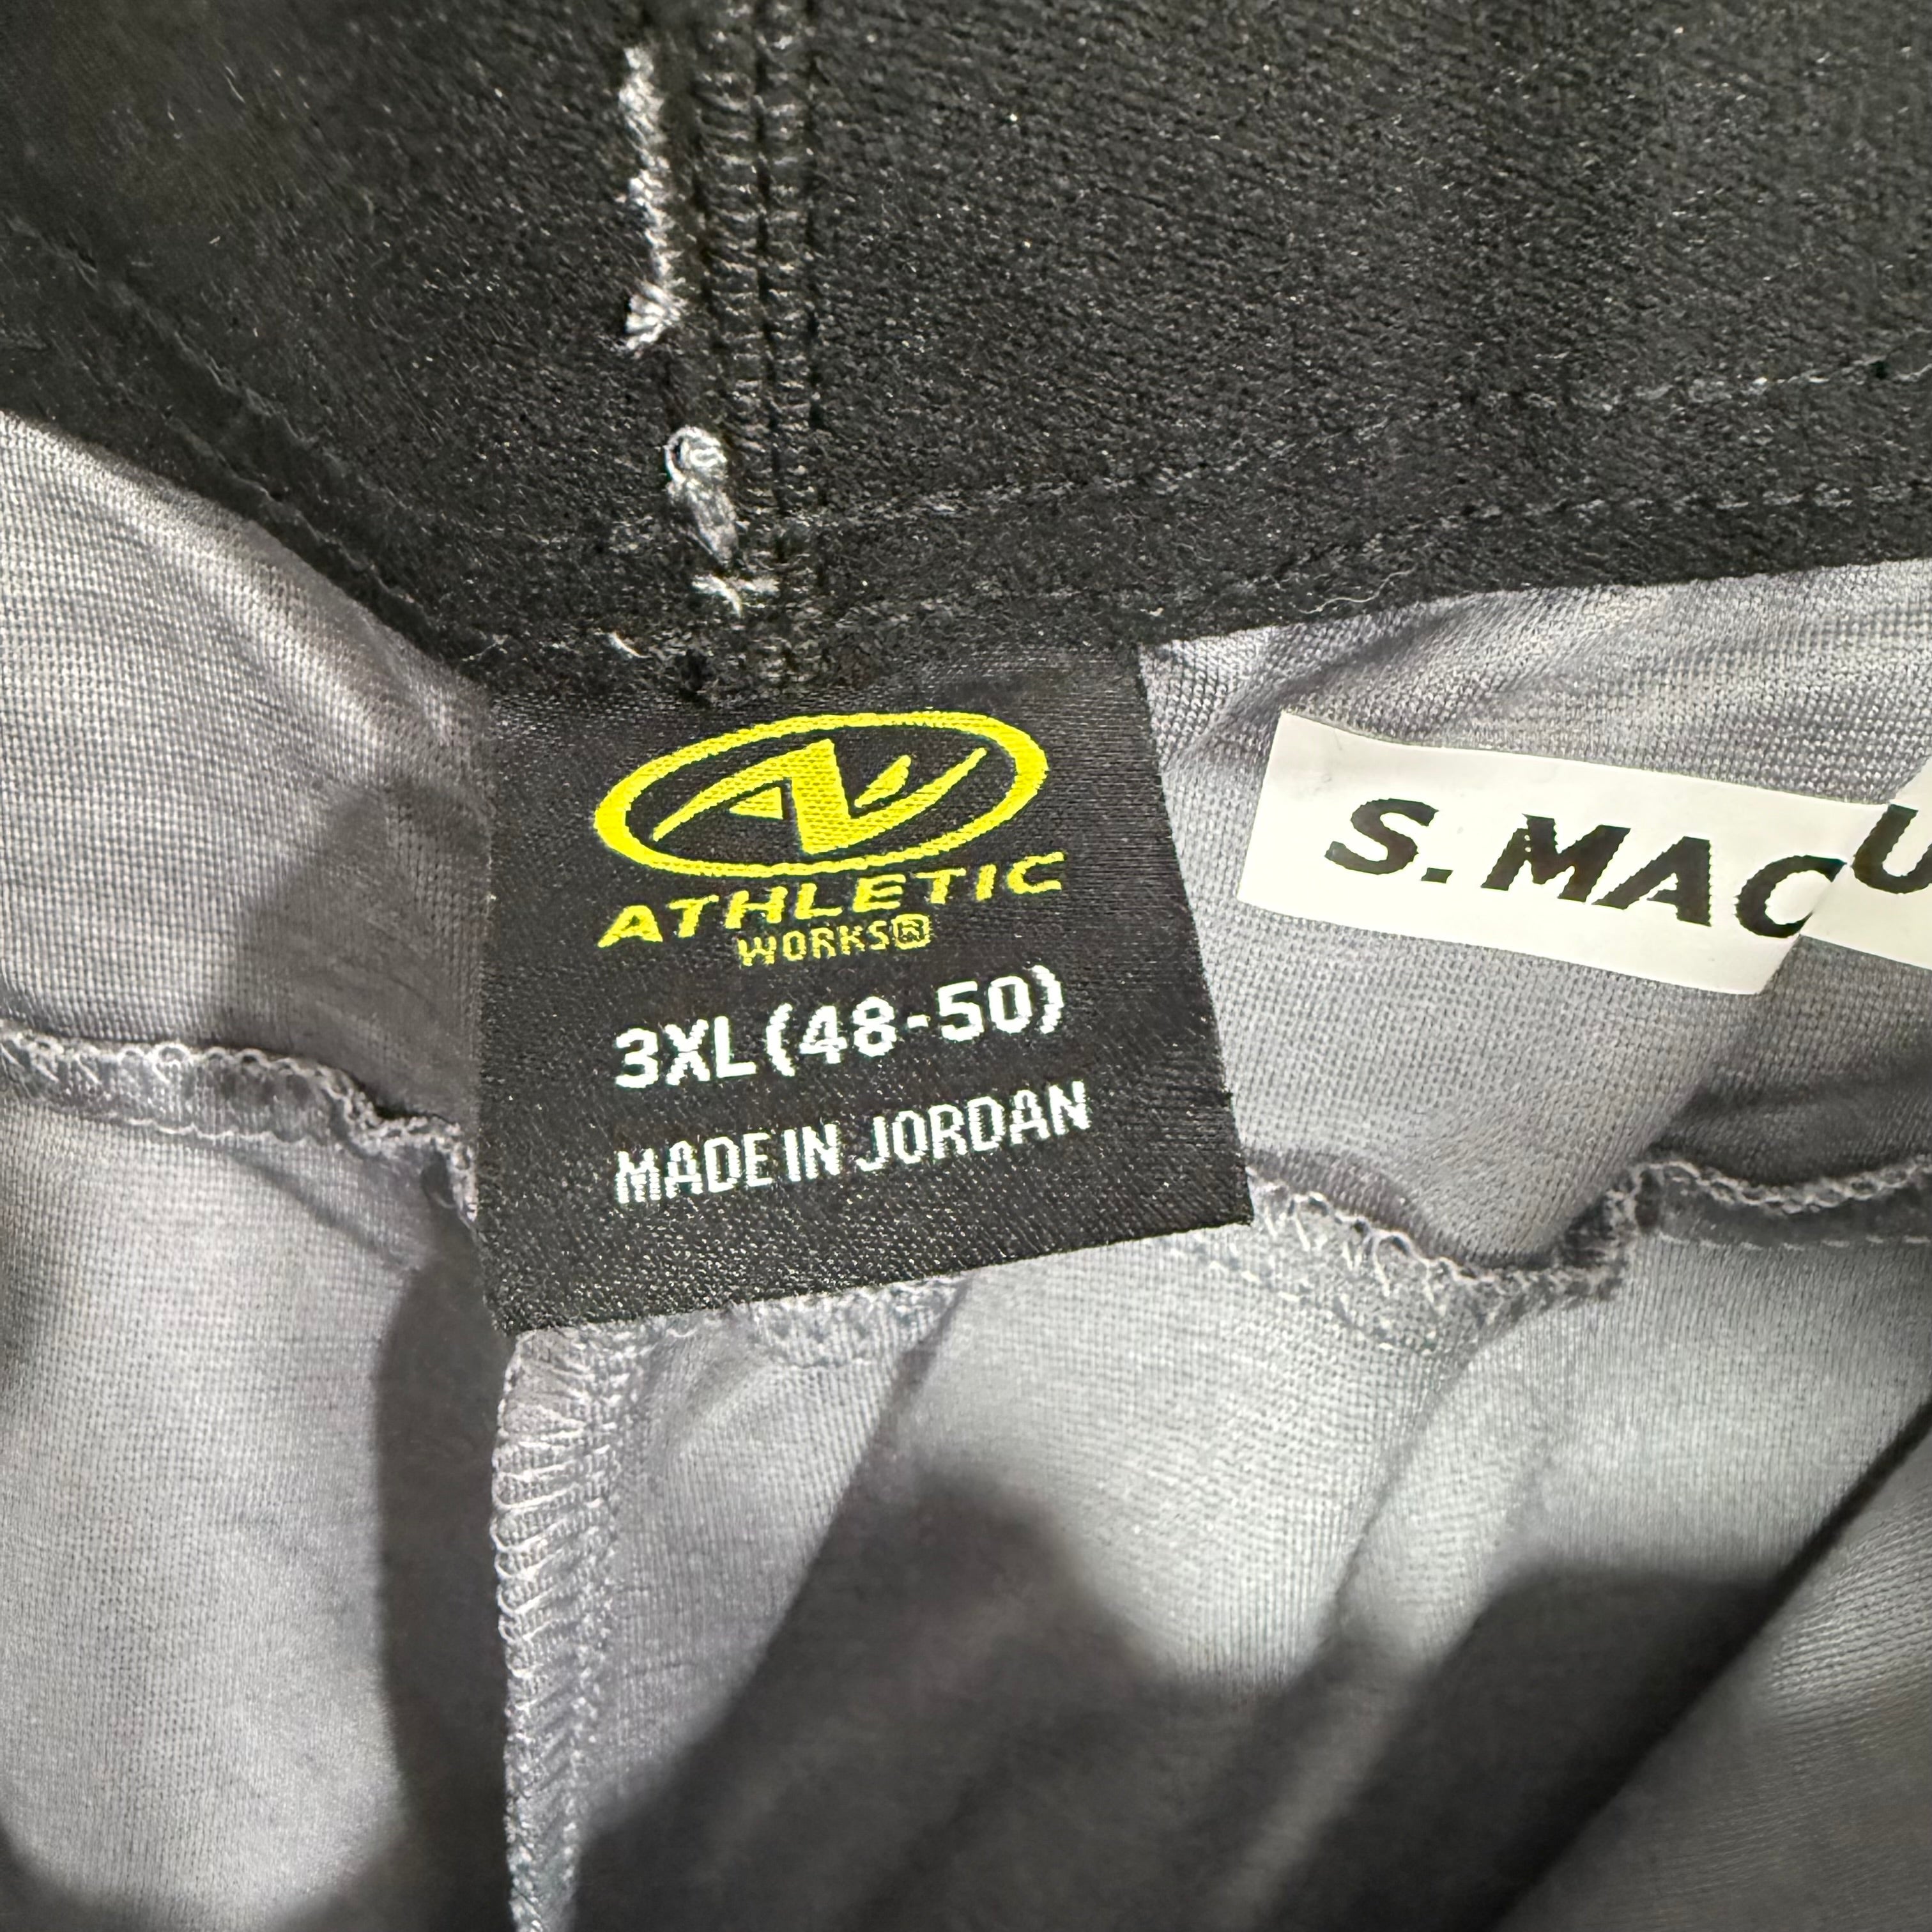 ATHLETIC
WORKS®
3XL (48-50)
MADE IN JORDAN
S. MAC
U